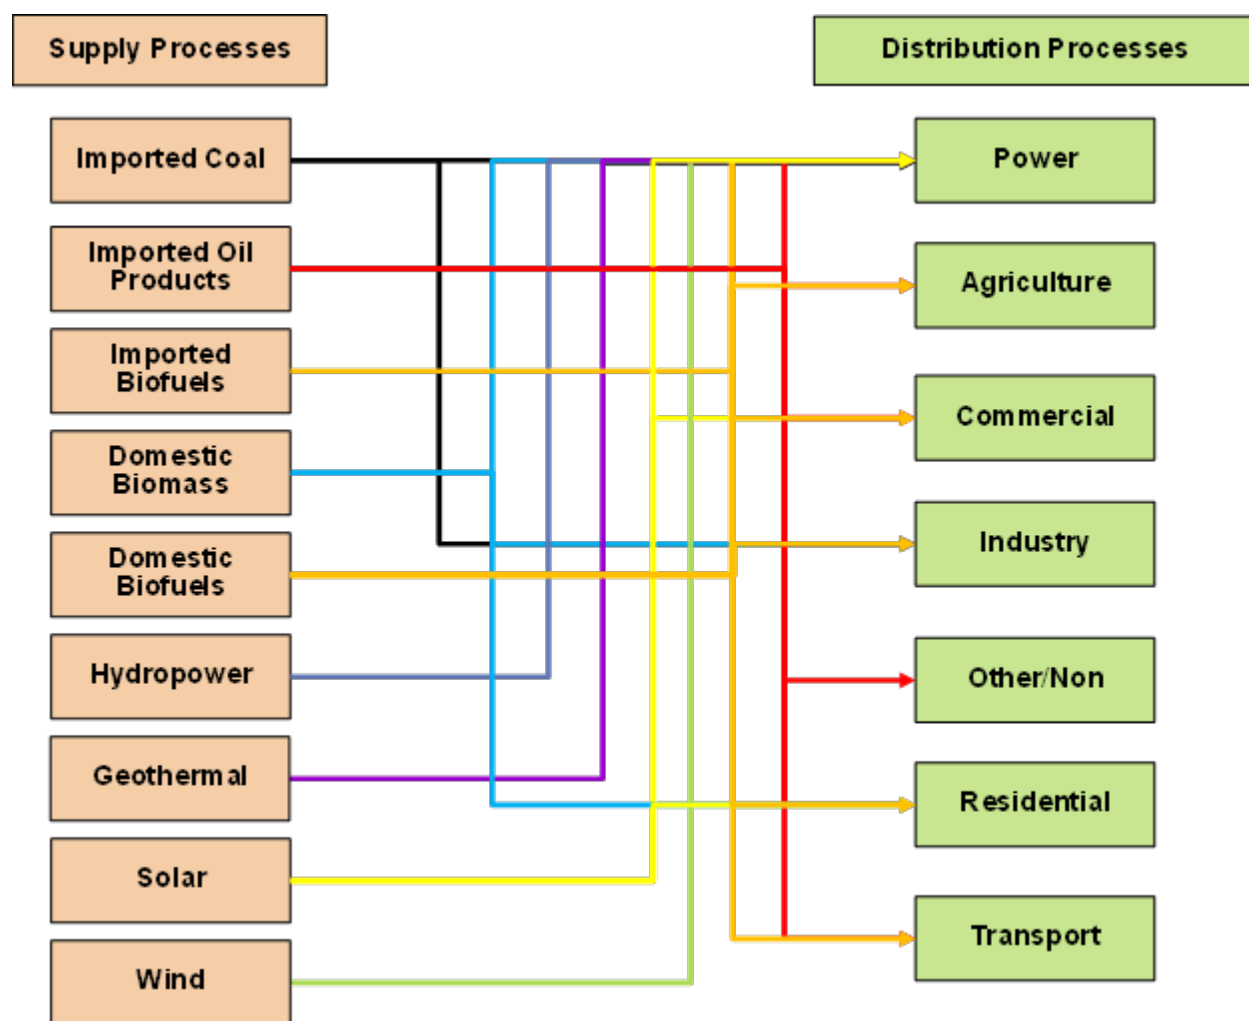 Supply Processes
Distribution Processes
Imported Coal
Imported Oil
Products
Imported
Biofuels
Domestic
Biomass
Domestic
Biofuels
Hydropower
Geothermal
Solar
Wind
Power
Agriculture
Commercial
Industry
Other/Non
Residential
Transport